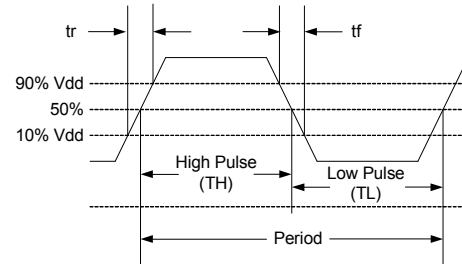 tr
tf
90% Vdd
50%
10% Vdd
High Pulse
(TH)
Low Pulse
(TL)
Period